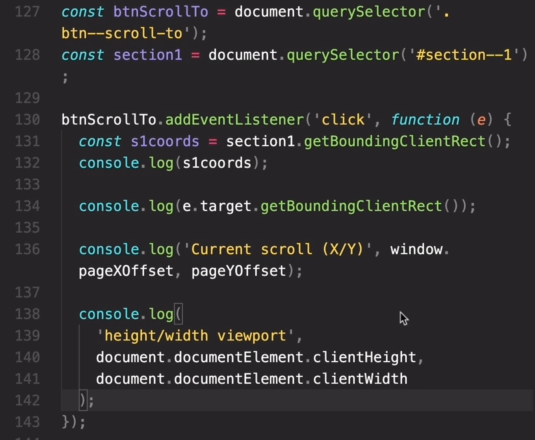 127 const btnScrollTo = document.querySelector('.
btn--scroll-to');
128 const section1 = document.querySelector('#section--1')
;
129
130 btnScrollTo.addEventListener('click', function (e) {
131 const s1coords = section1.getBoundingClientRect();
132 console.log(s1coords);
133
134 console.log(e.target.getBoundingClientRect());
135
136 console.log('Current scroll (X/Y)', window.
pageXOffset, pageYOffset);
137
138 console.log(
139 'height/width viewport',
140 document.documentElement.clientHeight,
141 document.documentElement.clientWidth
142 );
143 });